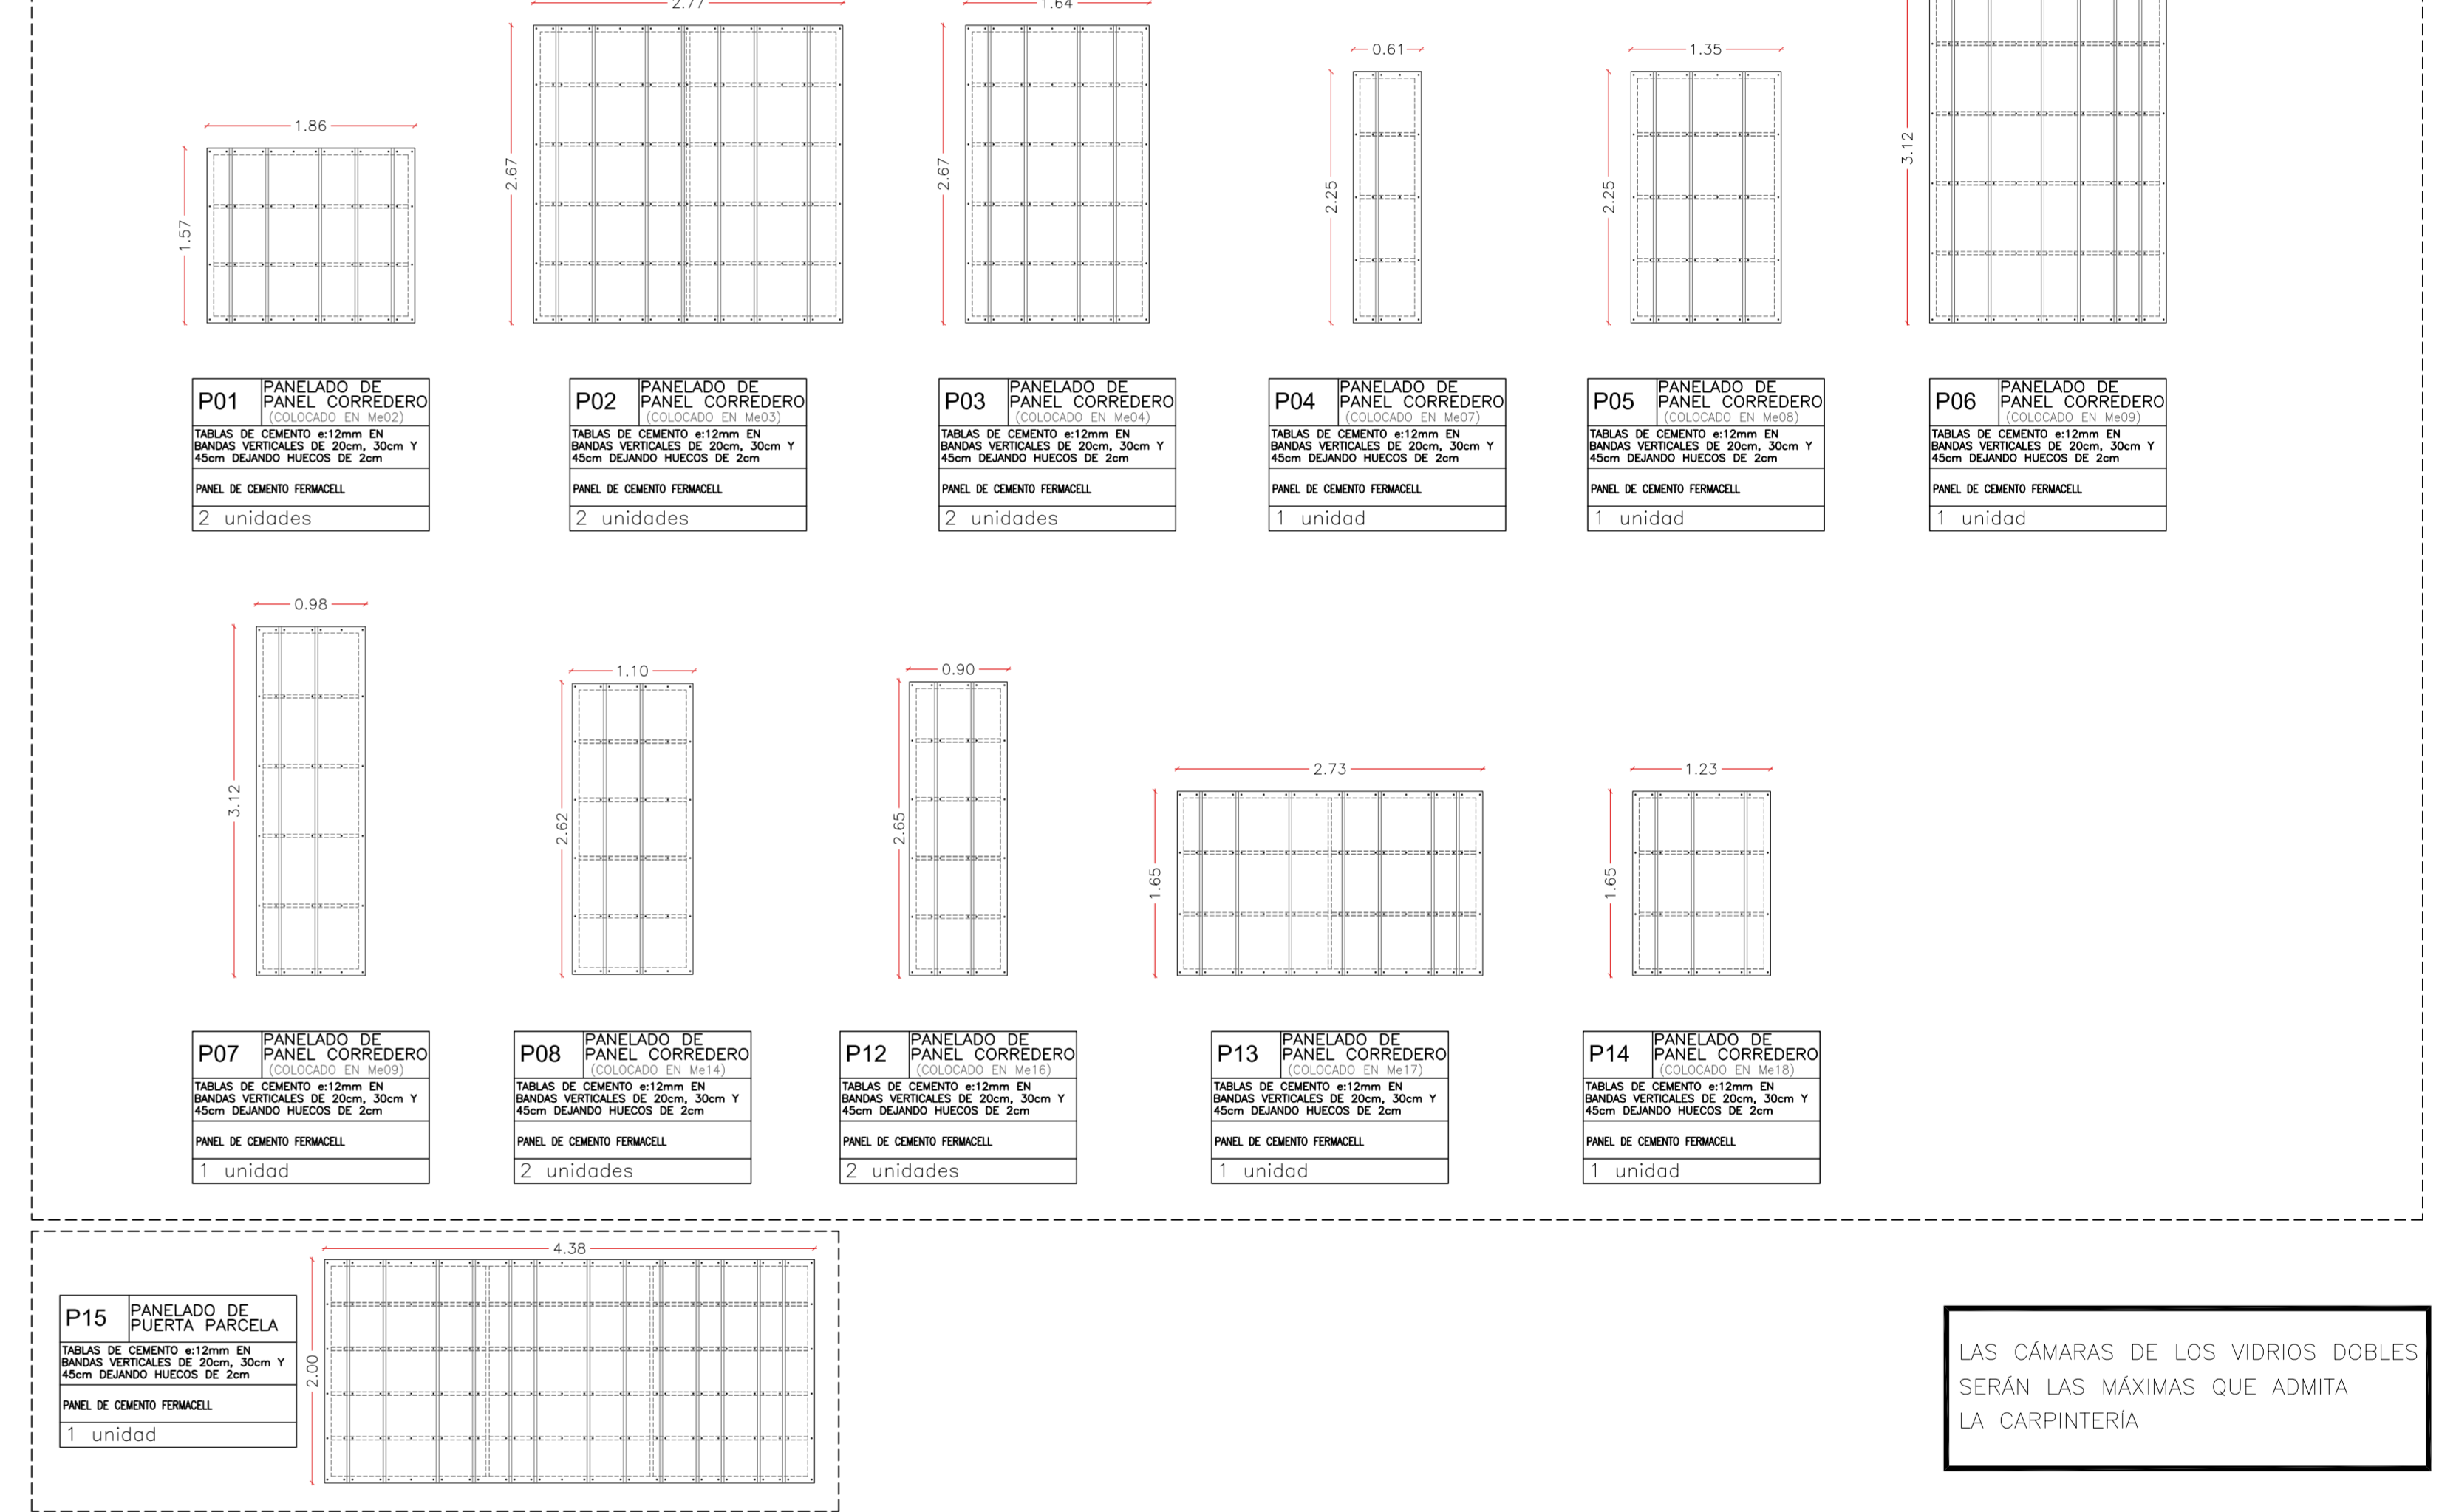 2.77
1.64
0.61
1.35
1.86
1.57
2.67
2.67
2.25
2.25
3.12
P01
PANELADO DE
PANEL CORREDERO
(COLOCADO EN Me02)
TABLAS DE CEMENTO e:12mm EN
BANDAS VERTICALES DE 20cm, 30cm Y
45cm DEJANDO HUECOS DE 2cm
PANEL DE CEMENTO FERMACELL
2 unidades
P02
PANELADO DE
PANEL CORREDERO
(COLOCADO EN Me03)
TABLAS DE CEMENTO e:12mm EN
BANDAS VERTICALES DE 20cm, 30cm Y
45cm DEJANDO HUECOS DE 2cm
PANEL DE CEMENTO FERMACELL
2 unidades
P03
PANELADO DE
PANEL CORREDERO
(COLOCADO EN Me04)
TABLAS DE CEMENTO e:12mm EN
BANDAS VERTICALES DE 20cm, 30cm Y
45cm DEJANDO HUECOS DE 2cm
PANEL DE CEMENTO FERMACELL
2 unidades
P04
PANELADO DE
PANEL CORREDERO
(COLOCADO EN Me07)
TABLAS DE CEMENTO e:12mm EN
BANDAS VERTICALES DE 20cm, 30cm Y
45cm DEJANDO HUECOS DE 2cm
PANEL DE CEMENTO FERMACELL
1 unidad
P05
PANELADO DE
PANEL CORREDERO
(COLOCADO EN Me08)
TABLAS DE CEMENTO e:12mm EN
BANDAS VERTICALES DE 20cm, 30cm Y
45cm DEJANDO HUECOS DE 2cm
PANEL DE CEMENTO FERMACELL
1 unidad
P06
PANELADO DE
PANEL CORREDERO
(COLOCADO EN Me09)
TABLAS DE CEMENTO e:12mm EN
BANDAS VERTICALES DE 20cm, 30cm Y
45cm DEJANDO HUECOS DE 2cm
PANEL DE CEMENTO FERMACELL
1 unidad
0.98
1.10
0.90
2.73
1.23
3.12
2.62
2.65
1.65
1.65
P07
PANELADO DE
PANEL CORREDERO
(COLOCADO EN Me09)
TABLAS DE CEMENTO e:12mm EN
BANDAS VERTICALES DE 20cm, 30cm Y
45cm DEJANDO HUECOS DE 2cm
PANEL DE CEMENTO FERMACELL
1 unidad
P08
PANELADO DE
PANEL CORREDERO
(COLOCADO EN Me14)
TABLAS DE CEMENTO e:12mm EN
BANDAS VERTICALES DE 20cm, 30cm Y
45cm DEJANDO HUECOS DE 2cm
PANEL DE CEMENTO FERMACELL
2 unidades
P12
PANELADO DE
PANEL CORREDERO
(COLOCADO EN Me16)
TABLAS DE CEMENTO e:12mm EN
BANDAS VERTICALES DE 20cm, 30cm Y
45cm DEJANDO HUECOS DE 2cm
PANEL DE CEMENTO FERMACELL
2 unidades
P13
PANELADO DE
PANEL CORREDERO
(COLOCADO EN Me17)
TABLAS DE CEMENTO e:12mm EN
BANDAS VERTICALES DE 20cm, 30cm Y
45cm DEJANDO HUECOS DE 2cm
PANEL DE CEMENTO FERMACELL
1 unidad
P14
PANELADO DE
PANEL CORREDERO
(COLOCADO EN Me18)
TABLAS DE CEMENTO e:12mm EN
BANDAS VERTICALES DE 20cm, 30cm Y
45cm DEJANDO HUECOS DE 2cm
PANEL DE CEMENTO FERMACELL
1 unidad
P15
PANELADO DE
PUERTA PARCELA
TABLAS DE CEMENTO e:12mm EN
BANDAS VERTICALES DE 20cm, 30cm Y
45cm DEJANDO HUECOS DE 2cm
PANEL DE CEMENTO FERMACELL
1 unidad
4.38
2.00
LAS CÁMARAS DE LOS VIDRIOS DOBLES
SERÁN LAS MÁXIMAS QUE ADMITA
LA CARPINTERÍA